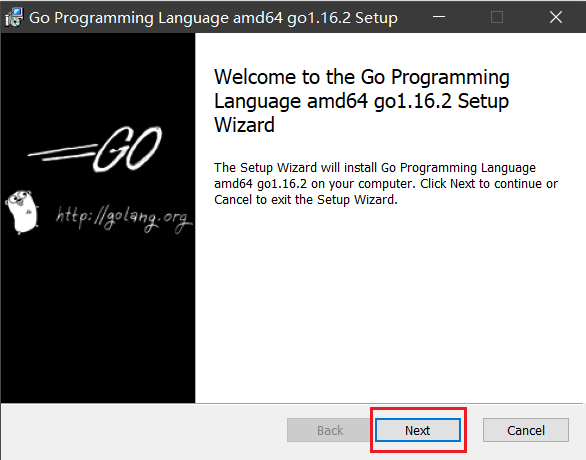 Go Programming Language amd64 go1.16.2 Setup
Welcome to the Go Programming
Language amd64 go1.16.2 Setup
Wizard
The Setup Wizard will install Go Programming Language
amd64 go1.16.2 on your computer. Click Next to continue or
Cancel to exit the Setup Wizard.
GO
http://golang.org
Back
Next
Cancel